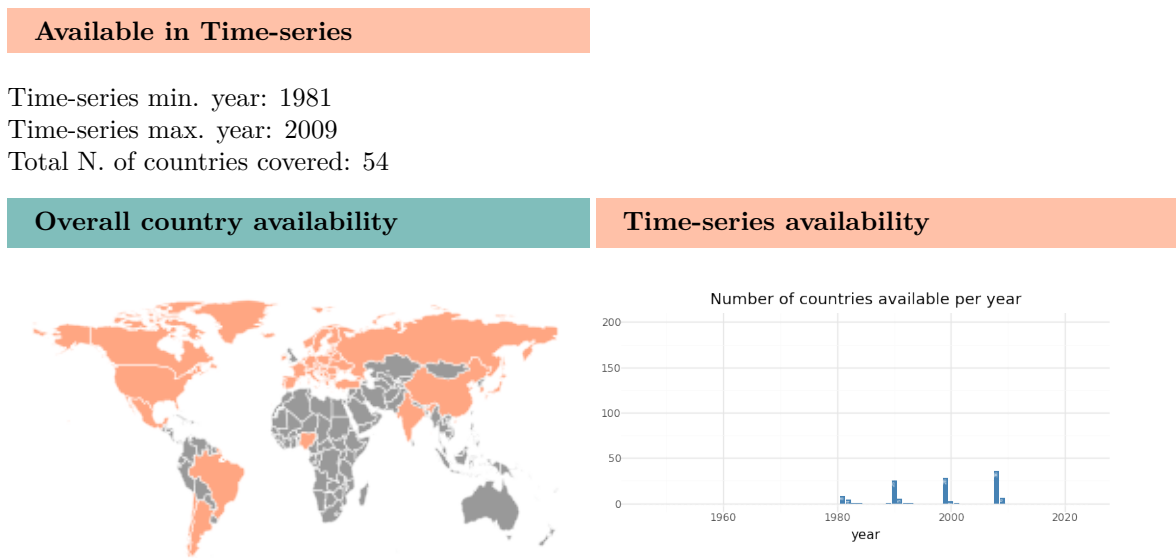 Available in Time-series
Time-series min. year: 1981
Time-series max. year: 2009
Total N. of countries covered: 54
Overall country availability
Time-series availability
Number of countries available per year
200
150
100
50
0
1960
1980
2000
2020
year